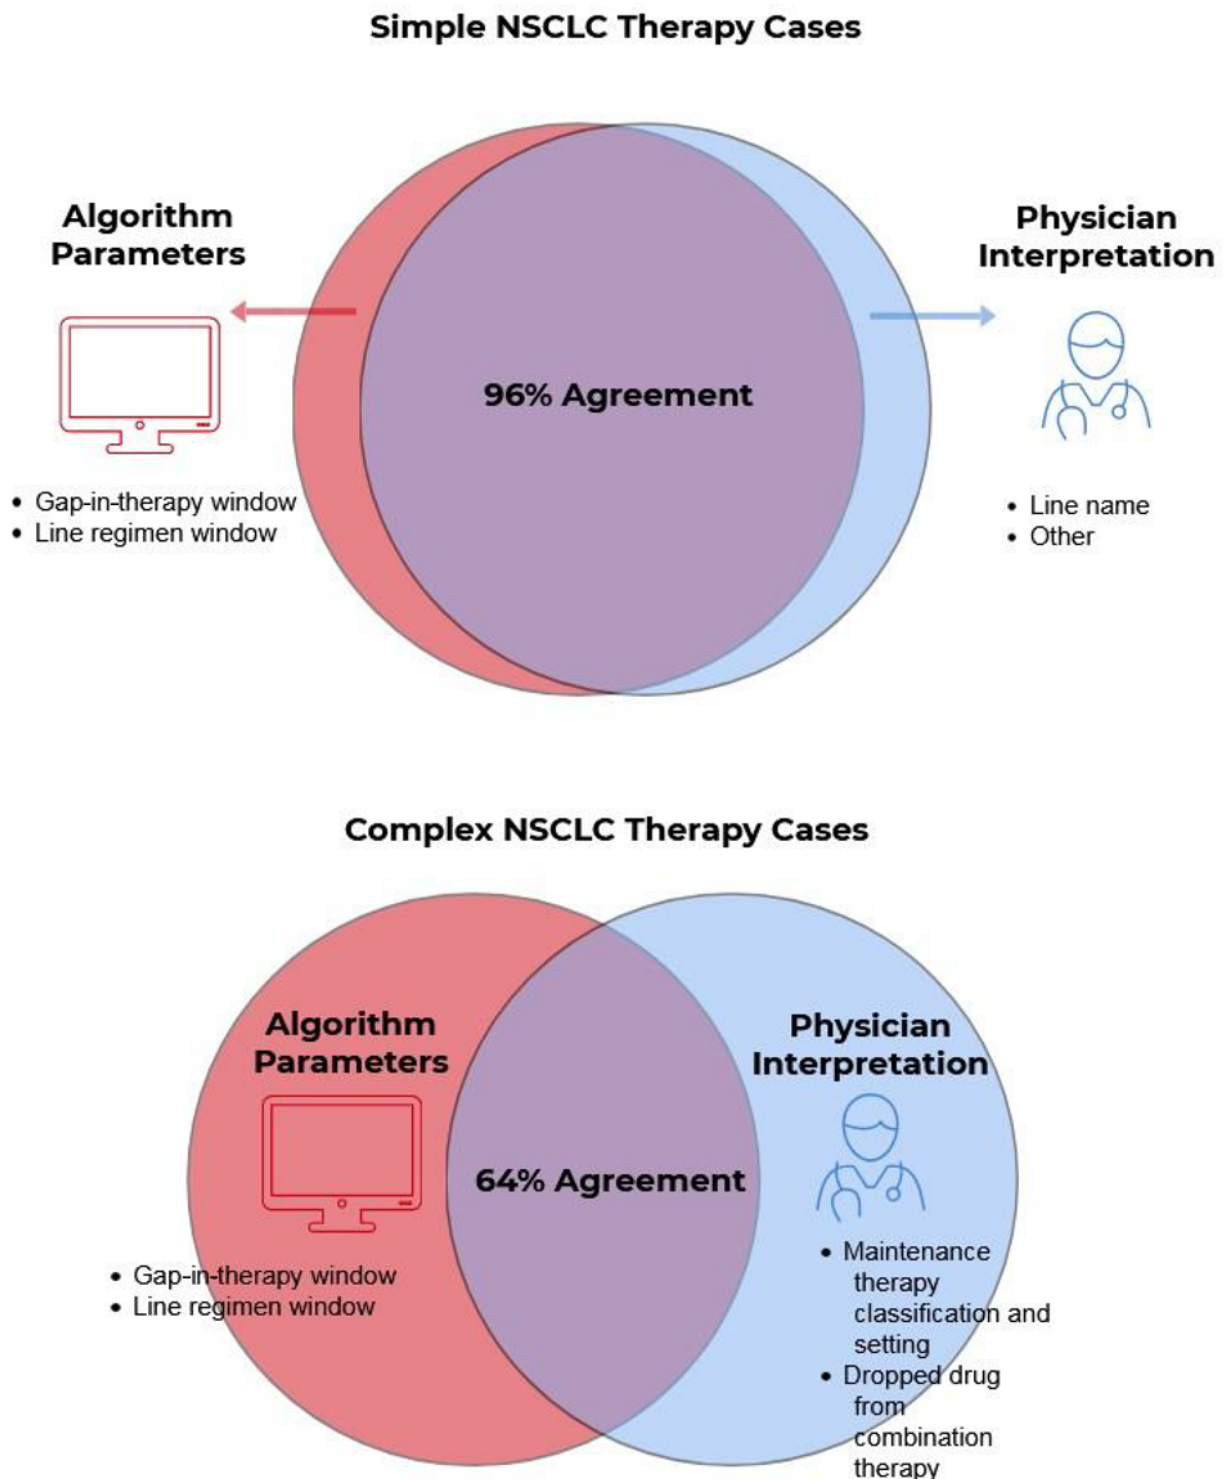 Simple NSCLC Therapy Cases
Algorithm
Parameters
• Gap-in-therapy window
• Line regimen window
96% Agreement
Physician
Interpretation
• Line name
• Other
Complex NSCLC Therapy Cases
Algorithm
Parameters
• Gap-in-therapy window
• Line regimen window
64% Agreement
Physician
Interpretation
• Maintenance
therapy
classification and
setting
• Dropped drug
from
combination
therapy